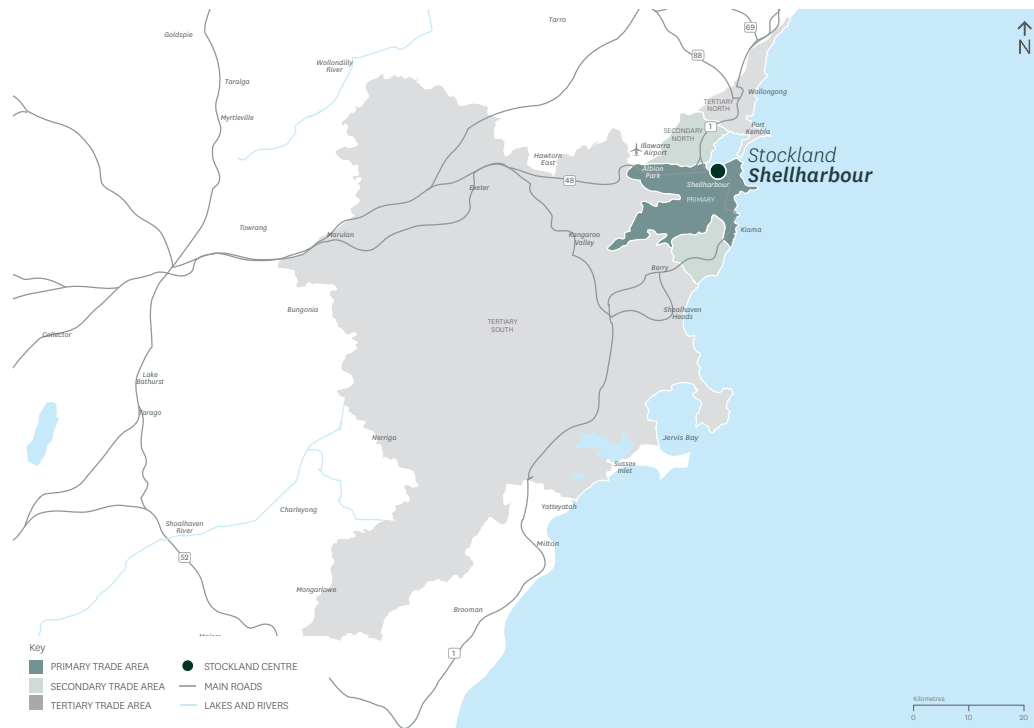 Tarro
69
Goldspie
N
88
Wollondilly
River
Taralga
Wollongong
TERTIARY
NORTH
Myrtleville
1
Port
Kembla
SECONDARY
NORTH
Illawarra
Airport
Stockland
Shellharbour
Hawtora
East
Albion
Park
48
Shellharbour
Exeter
PRIMARY
Towrang
Marulan
Kangaroo
Valley
Kiama
Berry
Bungonia
Shoalhaven
Heads
TERTIARY
SOUTH
Collector
Lake
Bathurst
Tarago
Nerriga
Jervis Bay
Sussex
Inlet
Charleyong
Yatteyatah
Shoalhaven
River
Milton
52
Mongarlowe
Brooman
1
Key
PRIMARY TRADE AREA
SECONDARY TRADE AREA
TERTIARY TRADE AREA
STOCKLAND CENTRE
MAIN ROADS
LAKES AND RIVERS
Kilometres
0 10 20